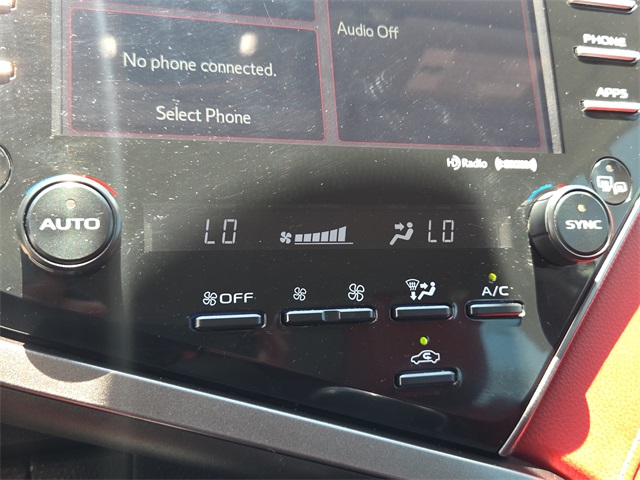 Audio Off
No phone connected.
Select Phone
PHONE
APPS
HD Radio
AUTO
LO
LO
SYNC
OFF
A/C